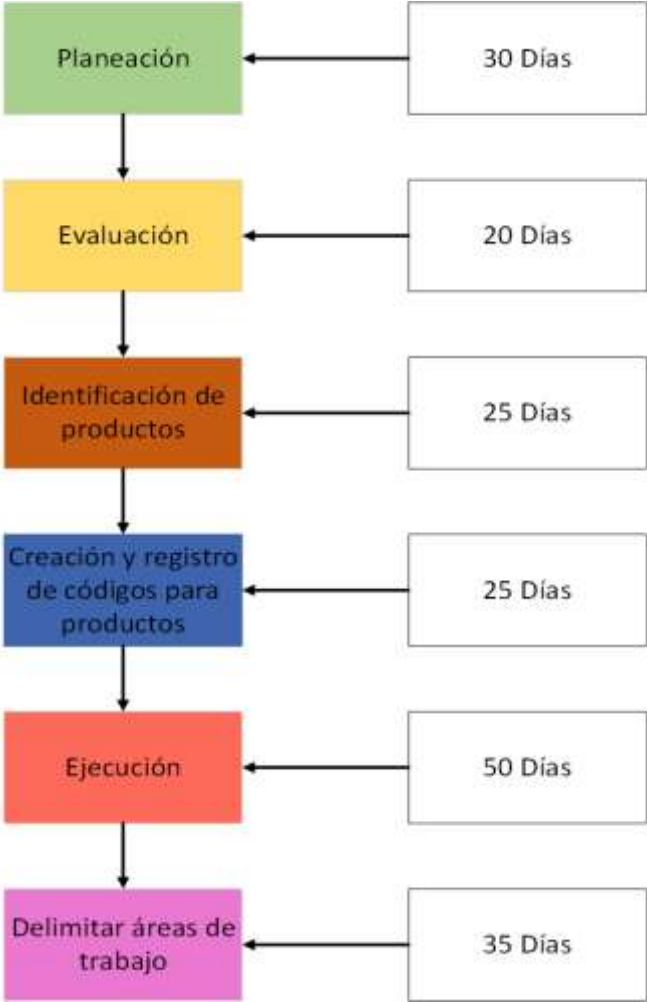 Planeación
30 Días
Evaluación
20 Días
Identificación de
productos
25 Días
Creación y registro
de códigos para
productos
25 Días
Ejecución
50 Días
Delimitar áreas de
trabajo
35 Días